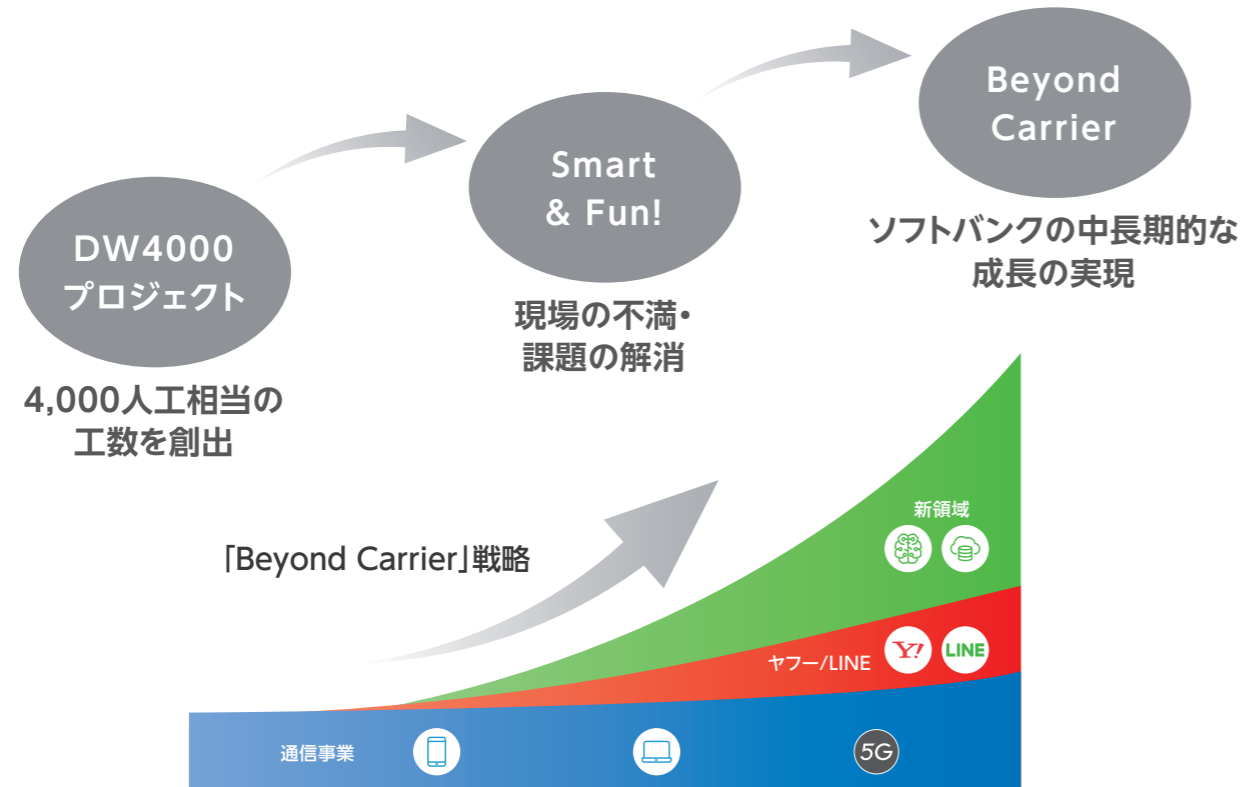 DW4000
プロジェクト
4,000人工相当の
工数を創出
Smart
& Fun!
現場の不満・
課題の解消
Beyond
Carrier
ソフトバンクの中長期的な
成長の実現
「Beyond Carrier」戦略
新領域
ヤフー/LINE
Y!
LINE
通信事業
5G